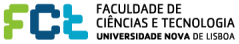 FCt
FACULDADE DE
CIÊNCIAS E TECNOLOGIA
UNIVERSIDADE NOVA DE LISBOA